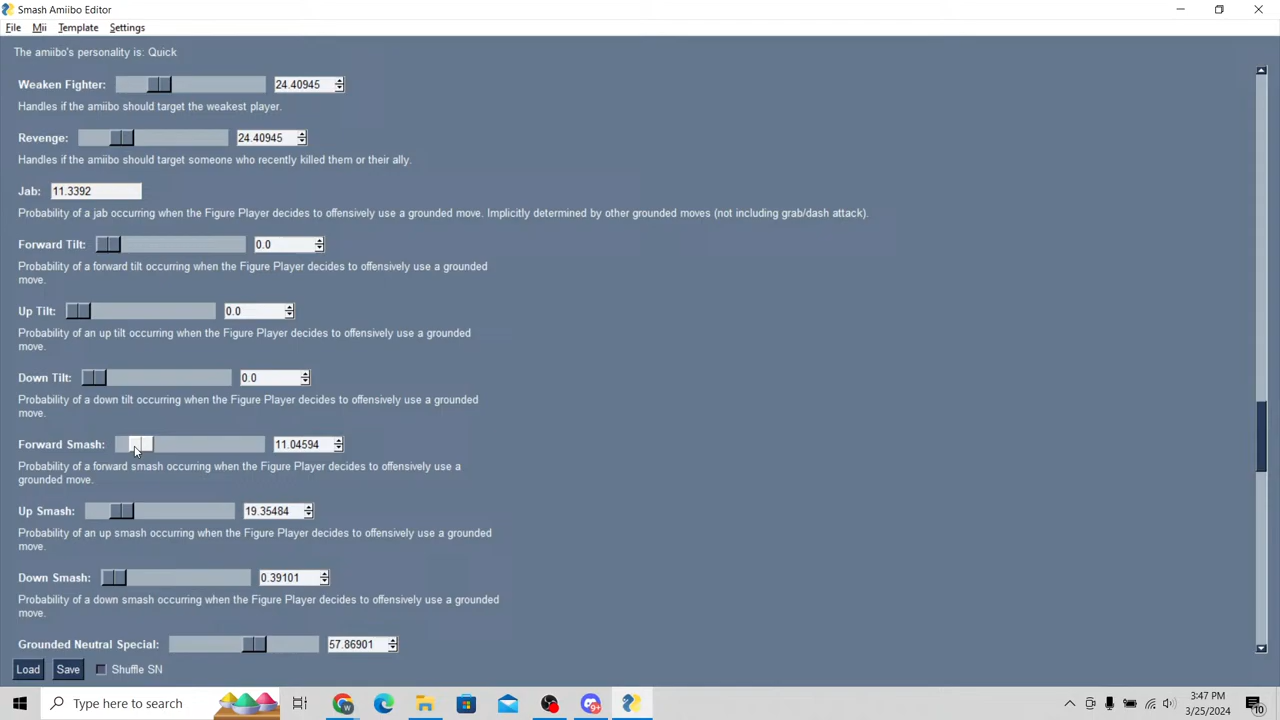 Smash Amiibo Editor
File Mii Template Settings
The amiibo's personality is: Quick
Weaken Fighter: 24.40945
Handles if the amiibo should target the weakest player.
Revenge: 24.40945
Handles if the amiibo should target someone who recently killed them or their ally.
Jab: 11.3392
Probability of a jab occurring when the Figure Player decides to offensively use a grounded move. Implicitly determined by other grounded moves (not including grab/dash attack).
Forward Tilt: 0.0
Probability of a forward tilt occurring when the Figure Player decides to offensively use a grounded
move.
Up Tilt: 0.0
Probability of an up tilt occurring when the Figure Player decides to offensively use a grounded
move.
Down Tilt: 0.0
Probability of a down tilt occurring when the Figure Player decides to offensively use a grounded
move.
Forward Smash: 11.04594
Probability of a forward smash occurring when the Figure Player decides to offensively use a
grounded move.
Up Smash: 19.35484
Probability of an up smash occurring when the Figure Player decides to offensively use a grounded
move.
Down Smash: 0.39101
Probability of a down smash occurring when the Figure Player decides to offensively use a grounded
move.
Grounded Neutral Special: 57.86901
Load Save Shuffle SN
Type here to search
9+
3:47 PM
3/25/2024
10